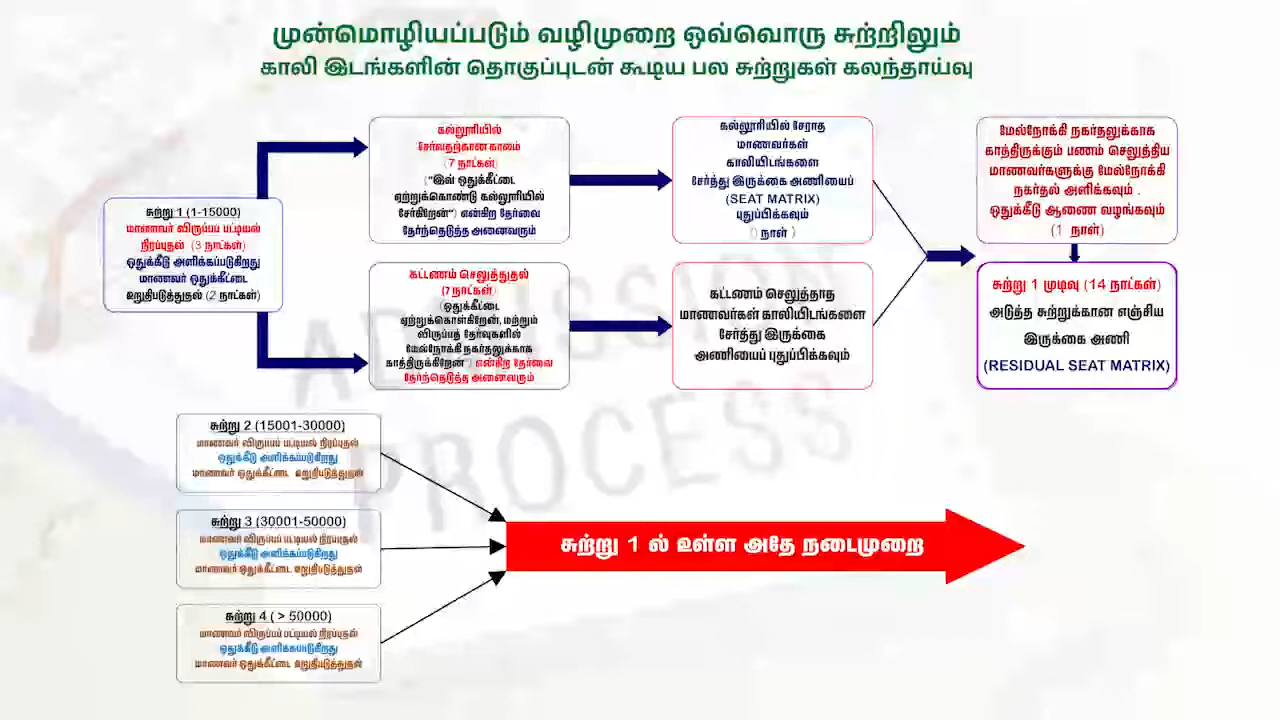 முன்மொழியப்படும் வழிமுறை ஒவ்வொரு சுற்றிலும்
காலி இடங்களின் தொகுப்புடன் கூடிய பல சுற்றுகள் கலந்தாய்வு
சுற்று 1 (1-15000)
மாணவர் விருப்பப் பட்டியல்
நிரப்புதல் (3 நாட்கள்)
ஒதுக்கீடு அளிக்கப்படுகிறது
மாணவர் ஒதுக்கீட்டை
உறுதிபடுத்துதல் (2 நாட்கள்)
கல்லூரியில்
சேர்வதற்கான காலம்
(7 நாட்கள்)
("இவ் ஒதுக்கீட்டை
ஏற்றுக்கொண்டு கல்லூரியில்
சேர்கிறேன்") என்கிற தேர்வை
தேர்ந்தெடுத்த அனைவரும்
கல்லூரியில் சேராத
மாணவர்கள்
காலியிடங்களை
சேர்த்து இருக்கை அணியைப்
(SEAT MATRIX)
புதுப்பிக்கவும்
நாள் )
மேல்நோக்கி நகர்தலுக்காக
காத்திருக்கும் பணம் செலுத்திய
மாணவர்களுக்கு மேல்நோக்கி
நகர்தல் அளிக்கவும் .
ஒதுக்கீடு ஆணை வழங்கவும்
(1 நாள்)
கட்டணம் செலுத்துதல்
(7 நாட்கள்)
(ஒதுக்கீட்டை
ஏற்றுக்கொள்கிறேன், மற்றும்
விருப்பத் தேர்வுகளில்
மேல்நோக்கி நகர்தலுக்காக
காத்திருக்கிறேன்") என்கிற தேர்வை
தேர்ந்தெடுத்த அனைவரும்
கட்டணம் செலுத்தாத
மாணவர்கள் காலியிடங்களை
சேர்த்து இருக்கை
அணியைப் புதுப்பிக்கவும்
சுற்று 1 முடிவு (14 நாட்கள்)
அடுத்த சுற்றுக்கான எஞ்சிய
இருக்கை அணி
(RESIDUAL SEAT MATRIX)
சுற்று 2 (15001-30000)
மாணவர் விருப்பப் பட்டியல் நிரப்புதல்
ஒதுக்கீடு அளிக்கப்படுகிறது
மாணவர் ஒதுக்கீட்டை உறுதிபடுத்துதல்
சுற்று 3 (30001-50000)
மாணவர் விருப்பப் பட்டியல் நிரப்புதல்
ஒதுக்கீடு அளிக்கப்படுகிறது
மாணவர் ஒதுக்கீட்டை உறுதிபடுத்துதல்
சுற்று 4 ( > 50000)
மாணவர் விருப்பப் பட்டியல் நிரப்புதல்
ஒதுக்கீடு அளிக்கப்படுகிறது
மாணவர் ஒதுக்கீட்டை உறுதிபடுத்துதல்
சுற்று 1 ல் உள்ள அதே நடைமுறை
ADMISSION
PROCESS